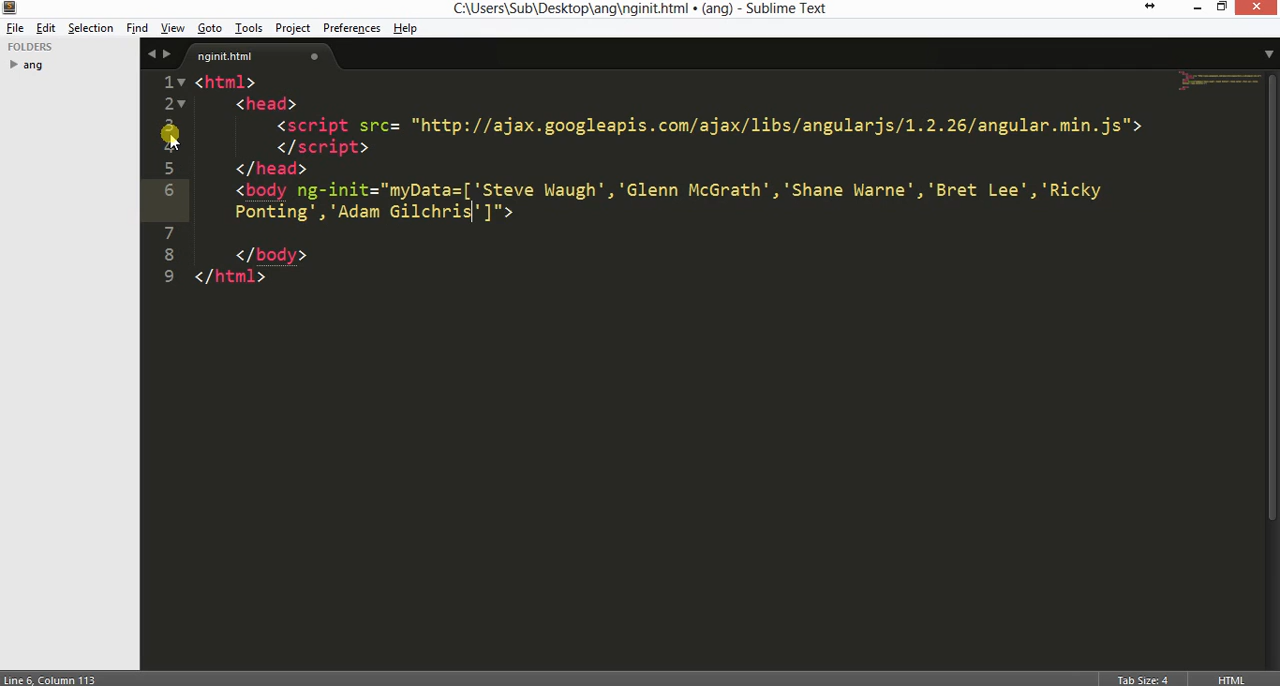 C:\Users\Sub\Desktop\ang\nginit.html • (ang) - Sublime Text
File Edit Selection Find View Goto Tools Project Preferences Help
FOLDERS
ang
nginit.html
1 <html>
2 <head>
3 <script src= "http://ajax.googleapis.com/ajax/libs/angularjs/1.2.26/angular.min.js">
4 </script>
5 </head>
6 <body ng-init="myData=['Steve Waugh','Glenn McGrath','Shane Warne','Bret Lee','Ricky
Ponting','Adam Gilchris']">
7
8 </body>
9 </html>
Line 6, Column 113
Tab Size: 4
HTML